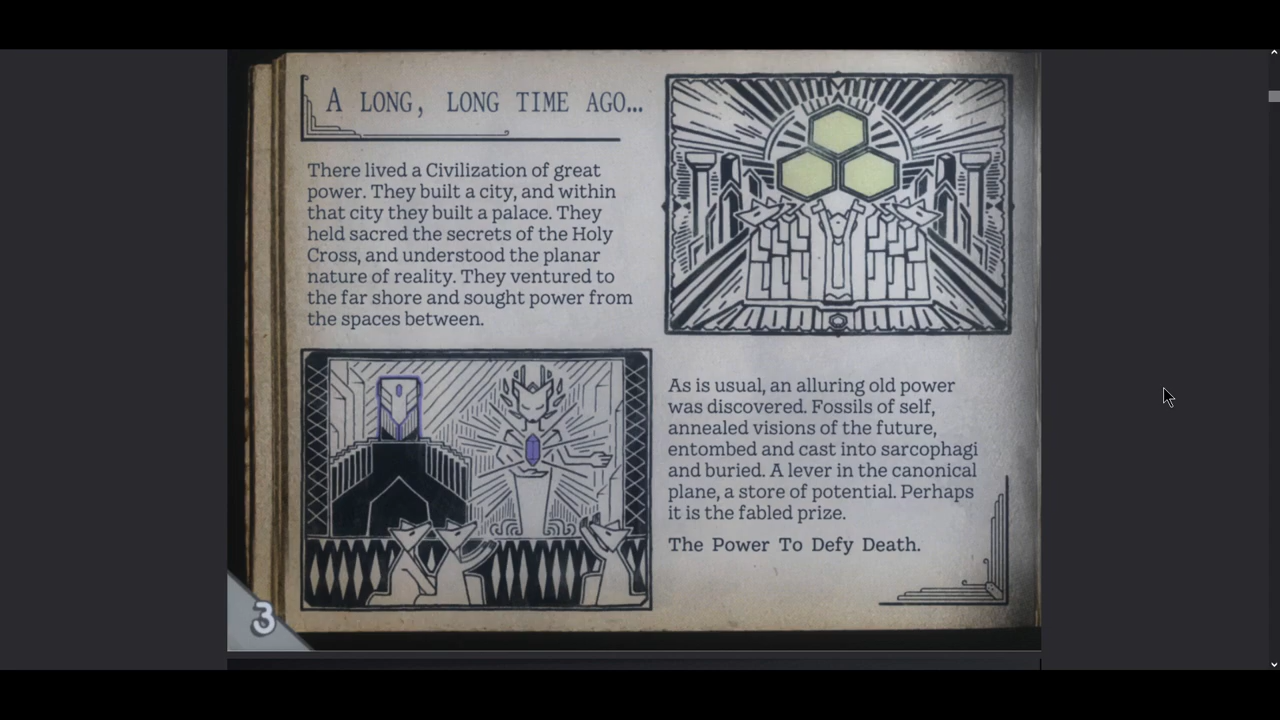 A LONG, LONG TIME AGO...
There lived a Civilization of great
power. They built a city, and within
that city they built a palace. They
held sacred the secrets of the Holy
Cross, and understood the planar
nature of reality. They ventured to
the far shore and sought power from
the spaces between.
As is usual, an alluring old power
was discovered. Fossils of self,
annealed visions of the future,
entombed and cast into sarcophagi
and buried. A lever in the canonical
plane, a store of potential. Perhaps
it is the fabled prize.
The Power To Defy Death.
3